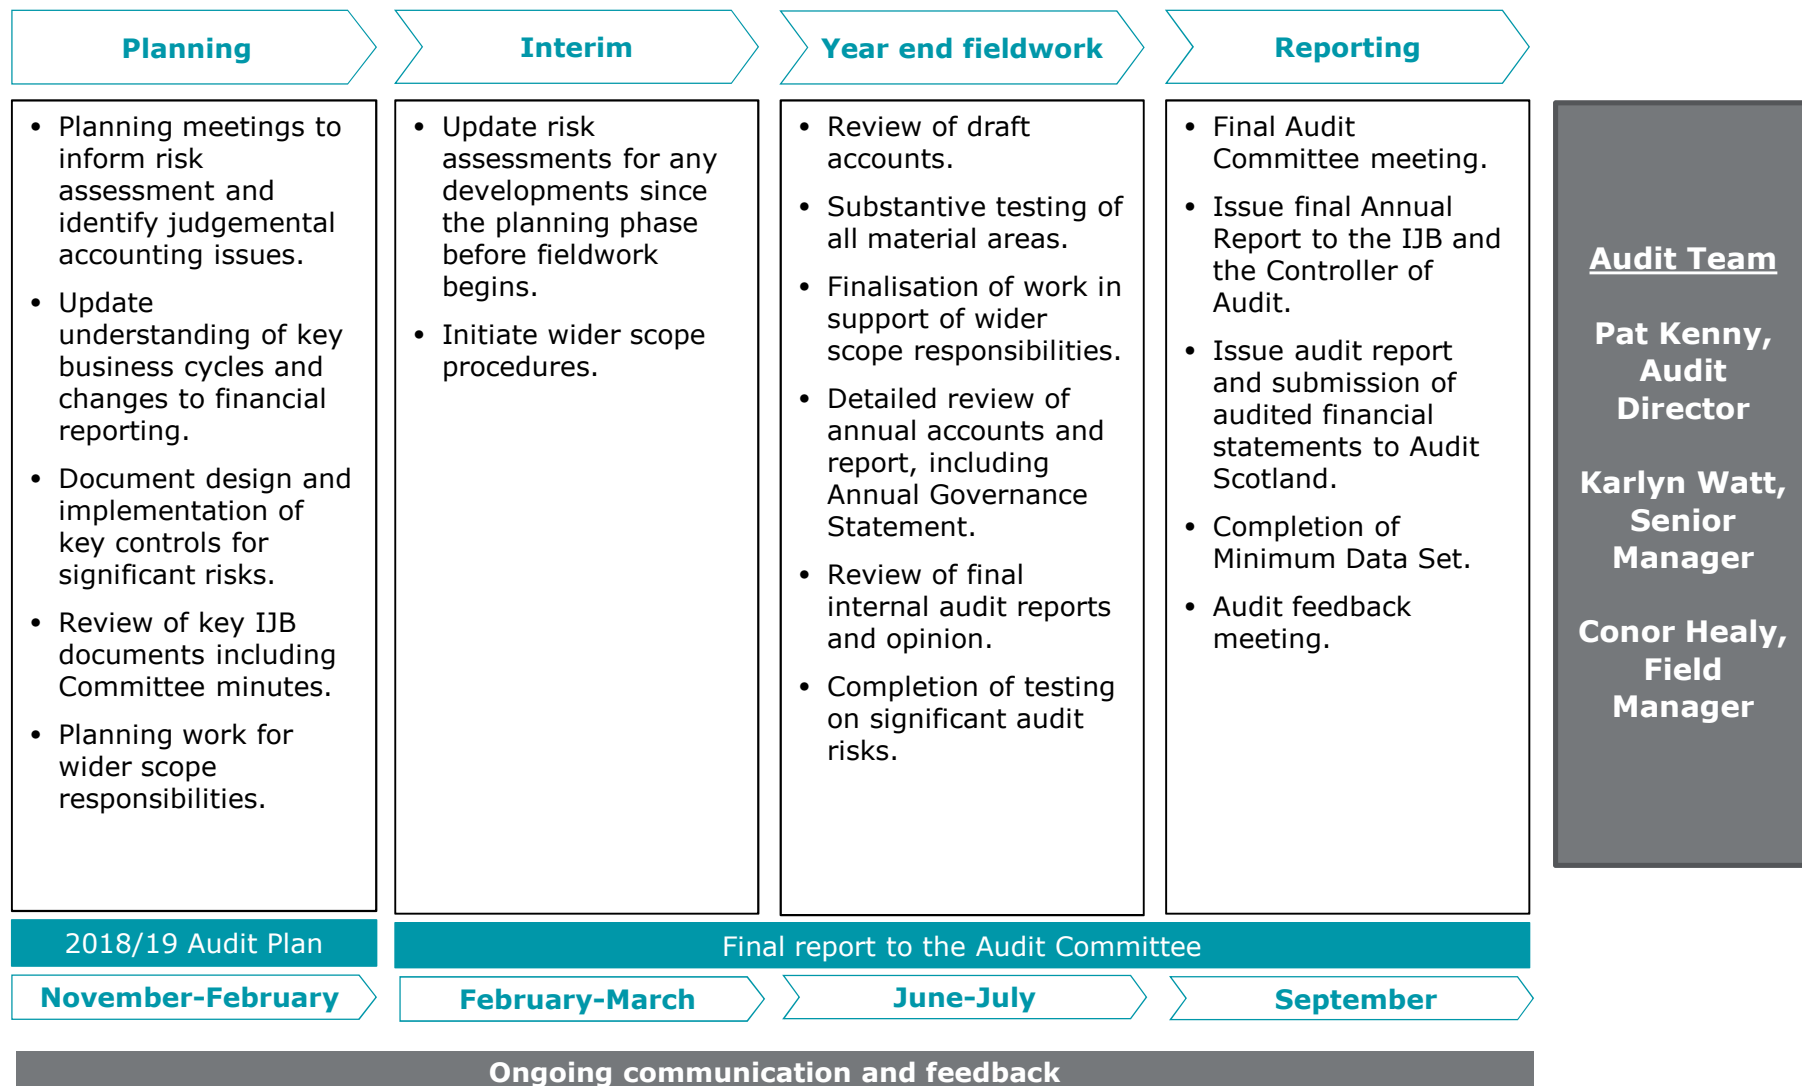 Planning
Interim
Year end fieldwork
Reporting
• Planning meetings to
inform risk
assessment and
identify judgemental
accounting issues.
• Update
understanding of key
business cycles and
changes to financial
reporting.
• Document design and
implementation of
key controls for
significant risks.
• Review of key IJB
documents including
Committee minutes.
• Planning work for
wider scope
responsibilities.
• Update risk
assessments for any
developments since
the planning phase
before fieldwork
begins.
• Initiate wider scope
procedures.
• Review of draft
accounts.
• Substantive testing of
all material areas.
• Finalisation of work in
support of wider
scope responsibilities.
• Detailed review of
annual accounts and
report, including
Annual Governance
Statement.
• Review of final
internal audit reports
and opinion.
• Completion of testing
on significant audit
risks.
• Final Audit
Committee meeting.
• Issue final Annual
Report to the IJB and
the Controller of
Audit.
• Issue audit report
and submission of
audited financial
statements to Audit
Scotland.
• Completion of
Minimum Data Set.
• Audit feedback
meeting.
Audit Team
Pat Kenny,
Audit
Director
Karlyn Watt,
Senior
Manager
Conor Healy,
Field
Manager
2018/19 Audit Plan
Final report to the Audit Committee
November-February
February-March
June-July
September
Ongoing communication and feedback